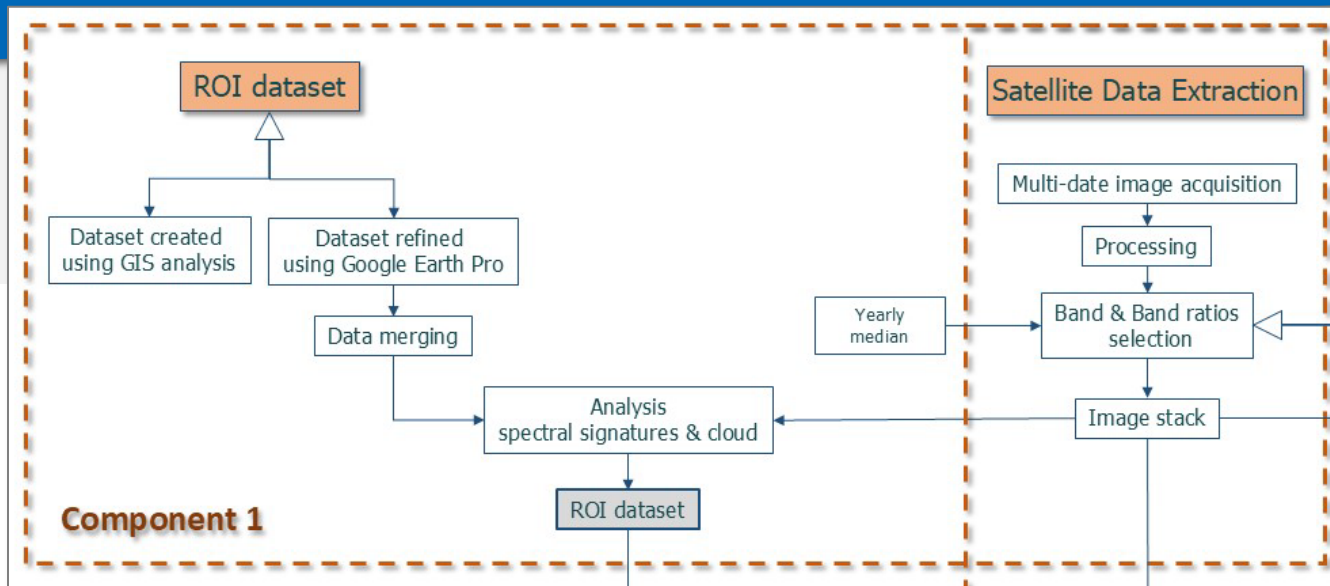 ROI dataset
Dataset created
using GIS analysis
Dataset refined
using Google Earth Pro
Data merging
Yearly
median
Analysis
spectral signatures & cloud
ROI dataset
Component 1
Satellite Data Extraction
Multi-date image acquisition
Processing
Band & Band ratios
selection
Image stack